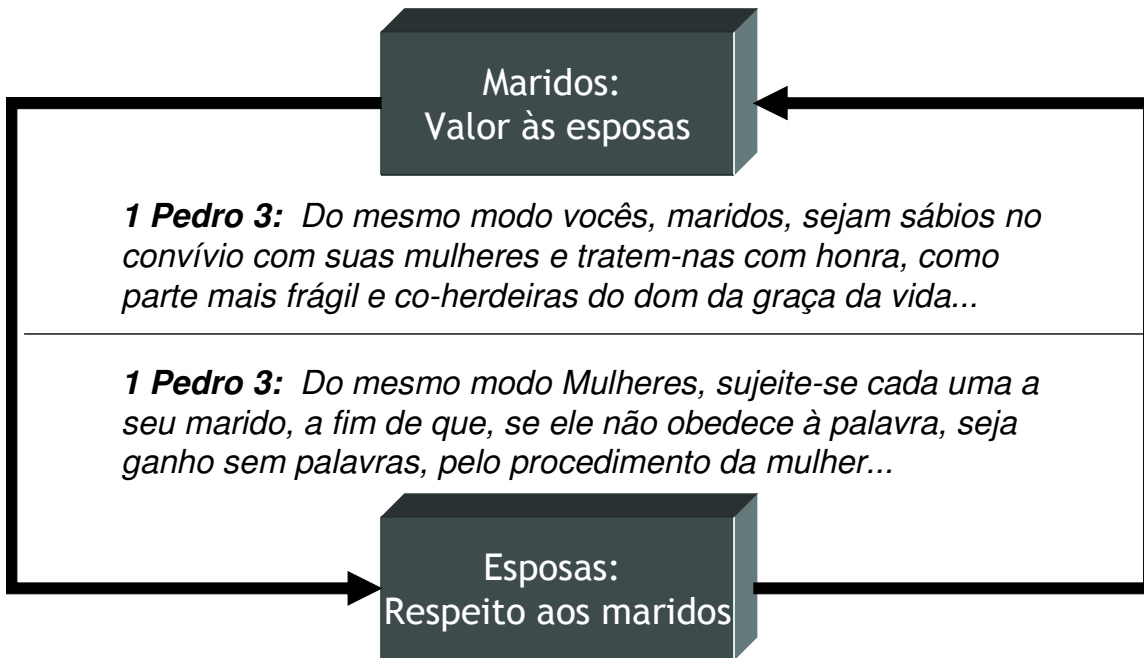 Maridos:
Valor às esposas
1 Pedro 3: Do mesmo modo vocês, maridos, sejam sábios no
convívio com suas mulheres e tratem-nas com honra, como
parte mais frágil e co-herdeiras do dom da graça da vida...
1 Pedro 3: Do mesmo modo Mulheres, sujeite-se cada uma a
seu marido, a fim de que, se ele não obedece à palavra, seja
ganho sem palavras, pelo procedimento da mulher...
Esposas:
Respeito aos maridos